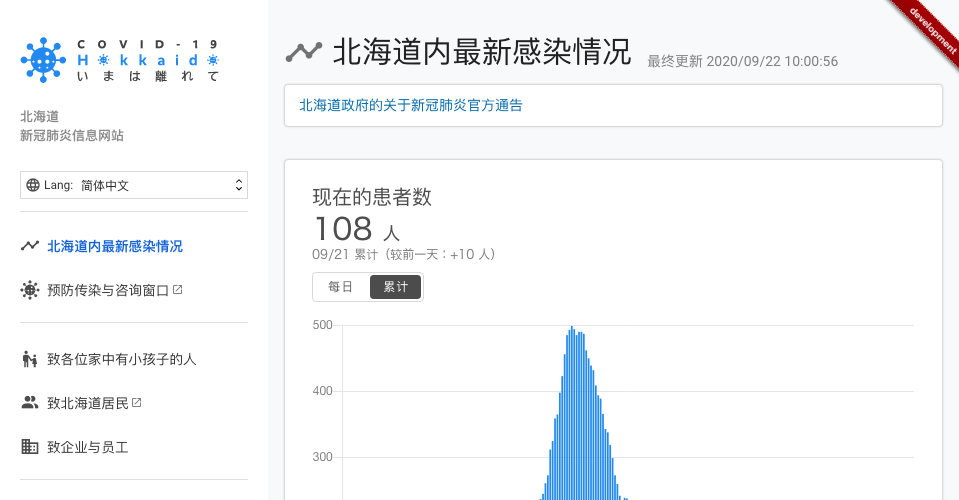 COVID-19
Hokkaido
いまは離れて
北海道
新冠肺炎信息网站
Lang: 简体中文
北海道内最新感染情况
预防传染与咨询窗口
致各位家中有小孩子的人
致北海道居民
致企业与员工
development
北海道内最新感染情况
最终更新 2020/09/22 10:00:56
北海道政府的关于新冠肺炎官方通告
现在的患者数
108 人
09/21 累计（较前一天：+10 人）
每日 累计
500
400
300